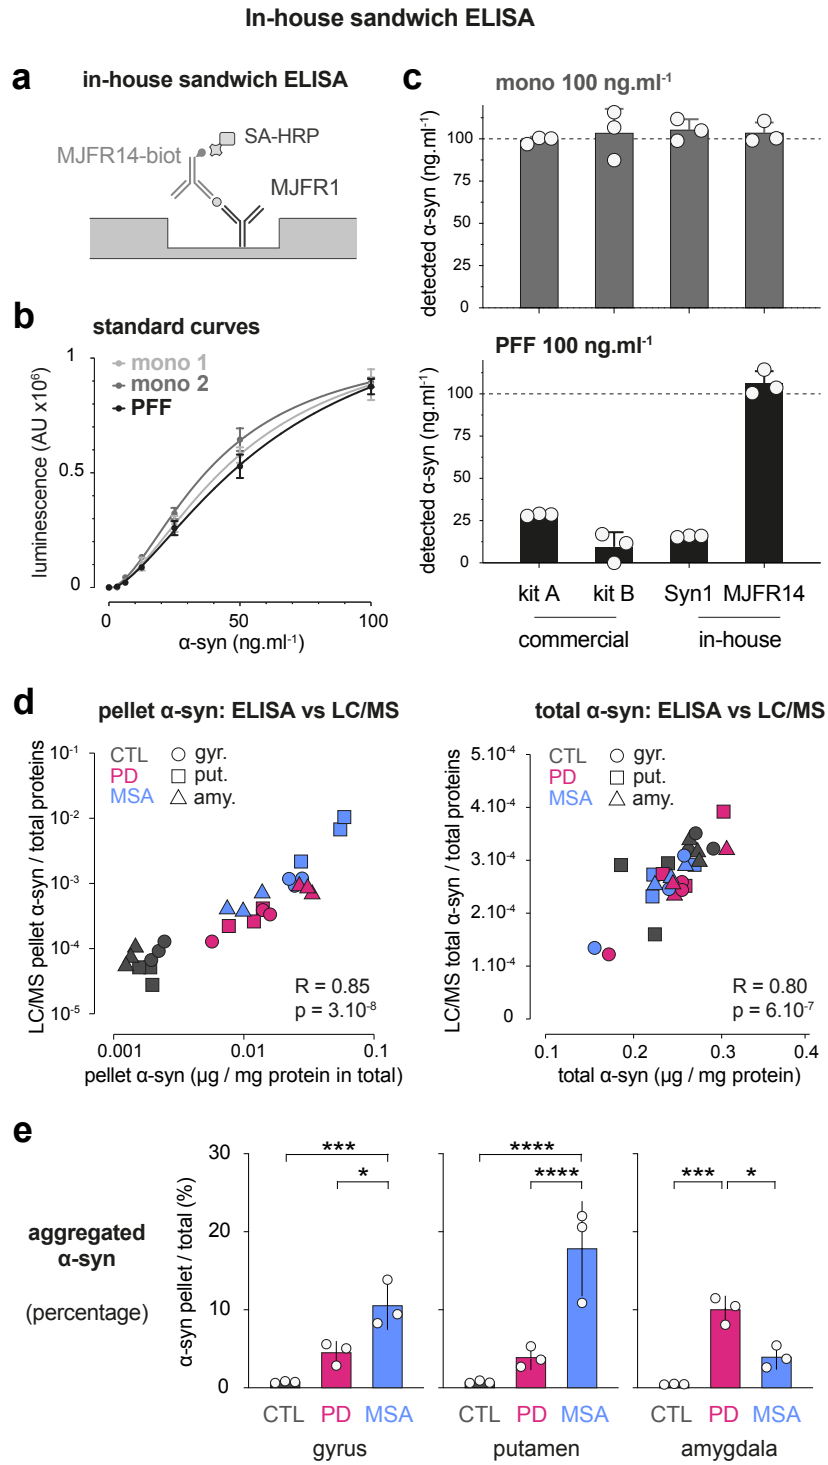 In-house sandwich ELISA
a
in-house sandwich ELISA
SA-HRP
MJFR14-biot
MJFR1
b
standard curves
mono 1
mono 2
PFF
luminescence (AU x10⁶)
1
0.5
0
0
50
100
α-syn (ng.ml⁻¹)
c
mono 100 ng.ml⁻¹
detected α-syn (ng.ml⁻¹)
100
75
50
25
0
PFF 100 ng.ml⁻¹
detected α-syn (ng.ml⁻¹)
100
75
50
25
0
kit A
kit B
Syn1
MJFR14
commercial
in-house
d
pellet α-syn: ELISA vs LC/MS
LC/MS pellet α-syn / total proteins
10⁻¹
10⁻²
10⁻³
10⁻⁴
10⁻⁵
CTL
PD
MSA
gyr.
put.
amy.
R = 0.85
p = 3.10⁻⁸
0.001
0.01
0.1
pellet α-syn (µg / mg protein in total)
total α-syn: ELISA vs LC/MS
LC/MS total α-syn / total proteins
5.10⁻⁴
4.10⁻⁴
3.10⁻⁴
2.10⁻⁴
1.10⁻⁴
0
CTL
PD
MSA
gyr.
put.
amy.
R = 0.80
p = 6.10⁻⁷
0.1
0.2
0.3
0.4
total α-syn (µg / mg protein)
e
aggregated
α-syn
(percentage)
α-syn pellet / total (%)
30
20
10
0
***
*
****
****
***
*
CTL PD MSA
gyrus
CTL PD MSA
putamen
CTL PD MSA
amygdala